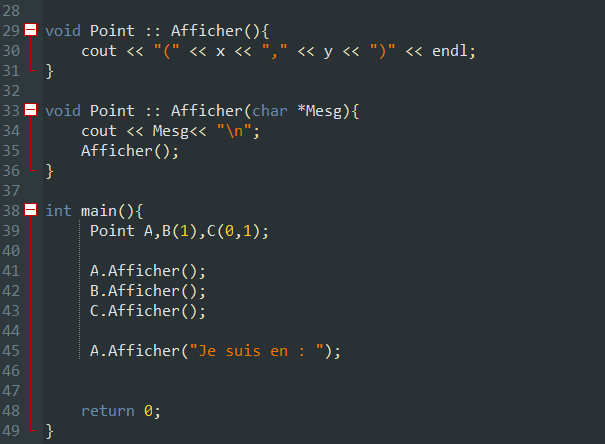 28
29 void Point :: Afficher(){
30     cout << "(" << x << "," << y << ")" << endl;
31 }
32
33 void Point :: Afficher(char *Mesg){
34     cout << Mesg<< "\n";
35     Afficher();
36 }
37
38 int main(){
39      Point A,B(1),C(0,1);
40
41      A.Afficher();
42      B.Afficher();
43      C.Afficher();
44
45      A.Afficher("Je suis en : ");
46
47
48     return 0;
49 }